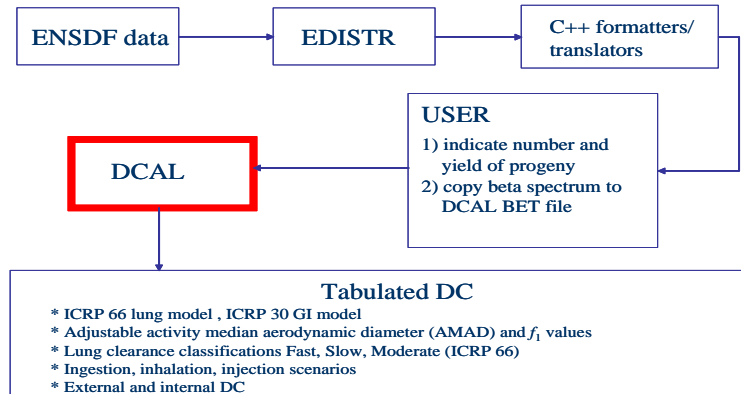 ENSDF data
EDISTR
C++ formatters/
translators
USER
1) indicate number and
yield of progeny
2) copy beta spectrum to
DCAL BET file
DCAL
Tabulated DC
* ICRP 66 lung model , ICRP 30 GI model
* Adjustable activity median aerodynamic diameter (AMAD) and f1 values
* Lung clearance classifications Fast, Slow, Moderate (ICRP 66)
* Ingestion, inhalation, injection scenarios
* External and internal DC